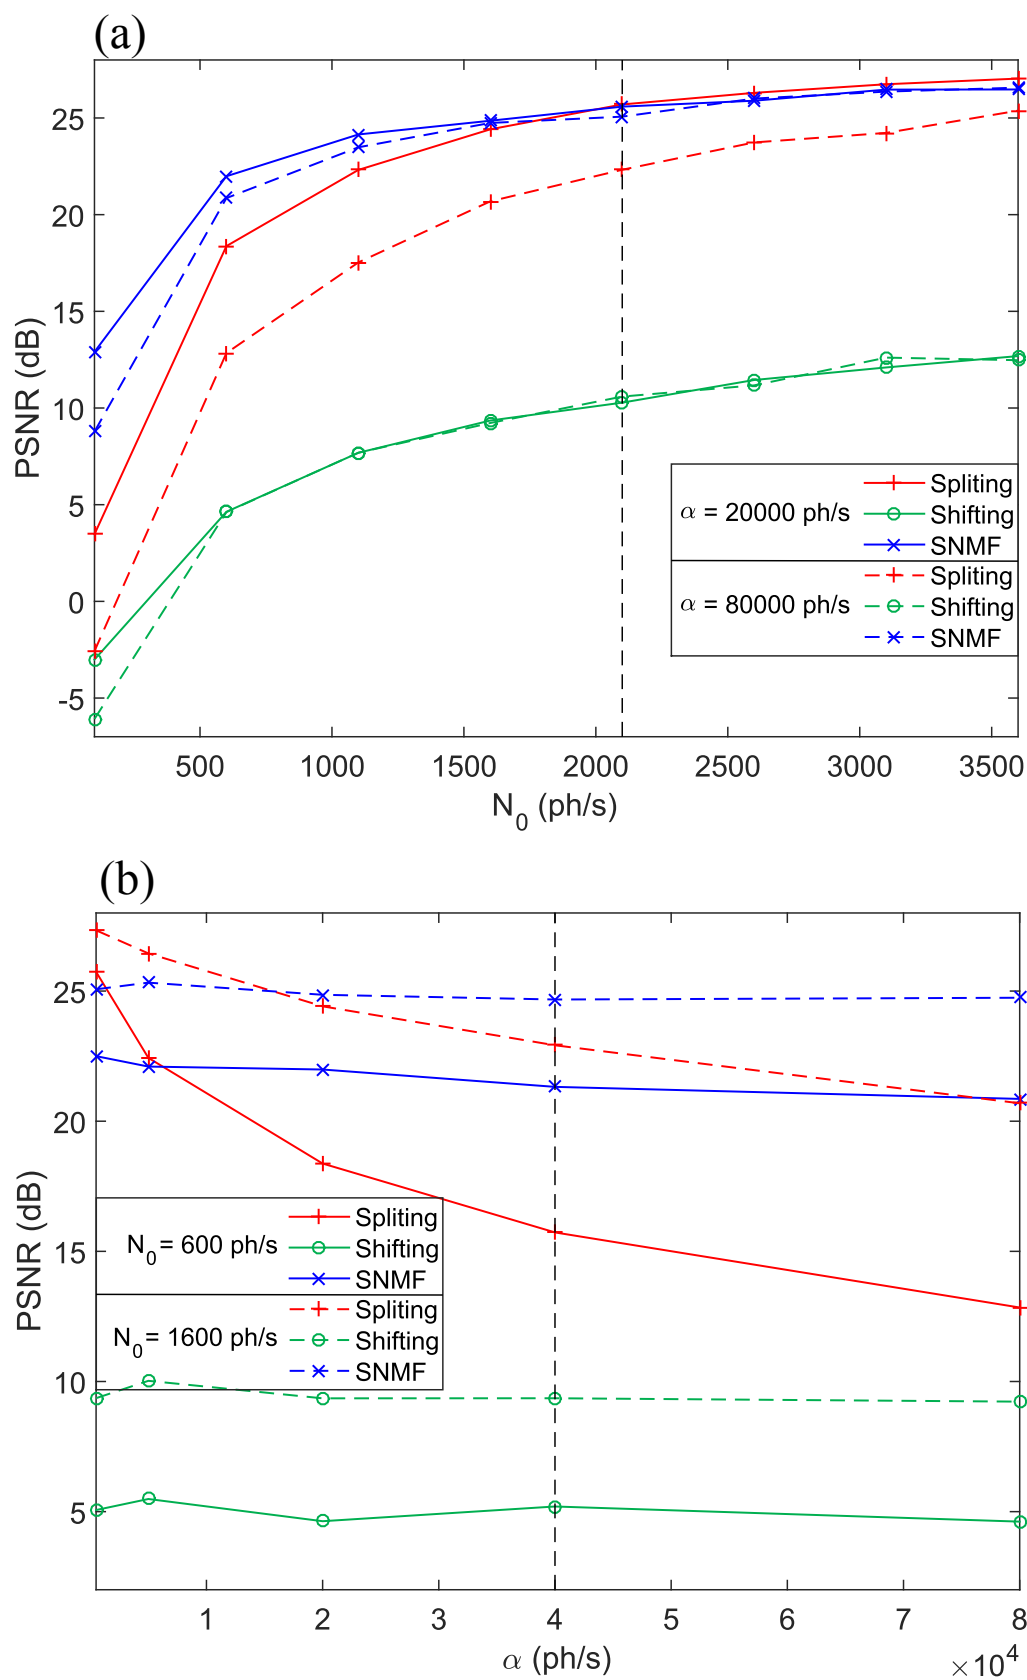 (a)
25
20
15
10
5
0
-5
PSNR (dB)
α = 20000 ph/s
Spliting
Shifting
SNMF
α = 80000 ph/s
Spliting
Shifting
SNMF
500 1000 1500 2000 2500 3000 3500
N0 (ph/s)
(b)
25
20
15
10
5
PSNR (dB)
N0= 600 ph/s
Spliting
Shifting
SNMF
N0= 1600 ph/s
Spliting
Shifting
SNMF
1 2 3 4 5 6 7 8
α (ph/s)
×10^4